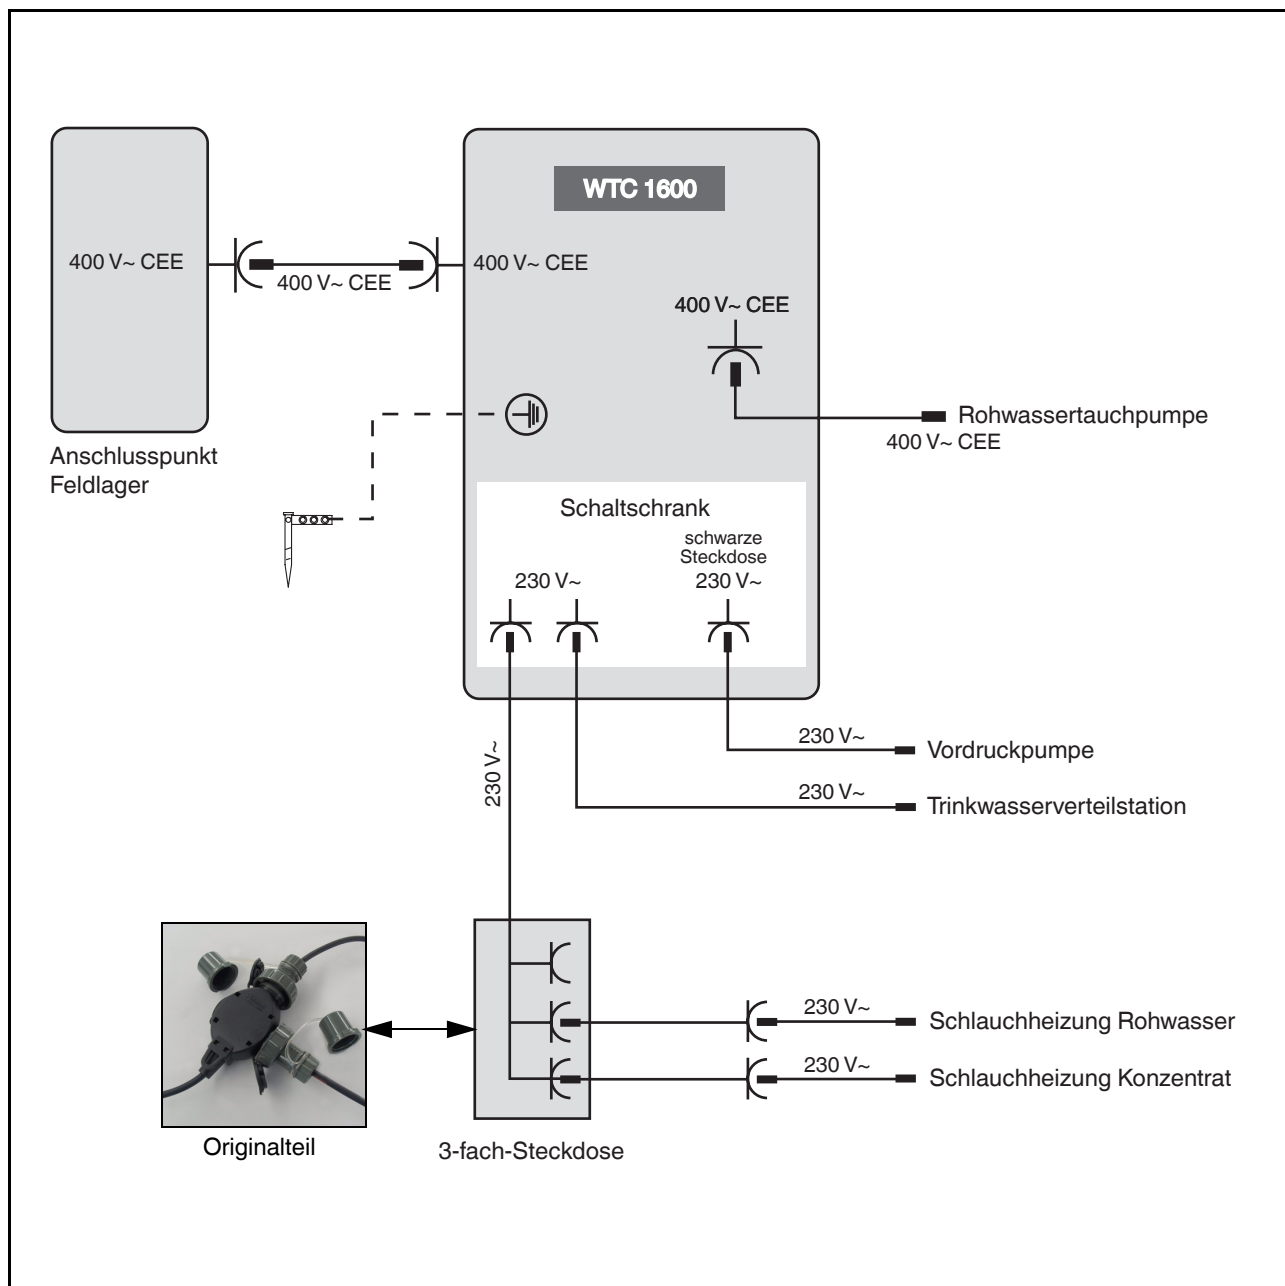 WTC 1600
400 V~ CEE
400 V~ CEE
400 V~ CEE
400 V~ CEE
Rohwassertauchpumpe
400 V~ CEE
Anschlusspunkt
Feldlager
Schaltschrank
schwarze
Steckdose
230 V~
230 V~
230 V~
230 V~
Vordruckpumpe
230 V~
Trinkwasserverteilstation
230 V~
Schlauchheizung Rohwasser
230 V~
Schlauchheizung Konzentrat
Originalteil
3-fach-Steckdose